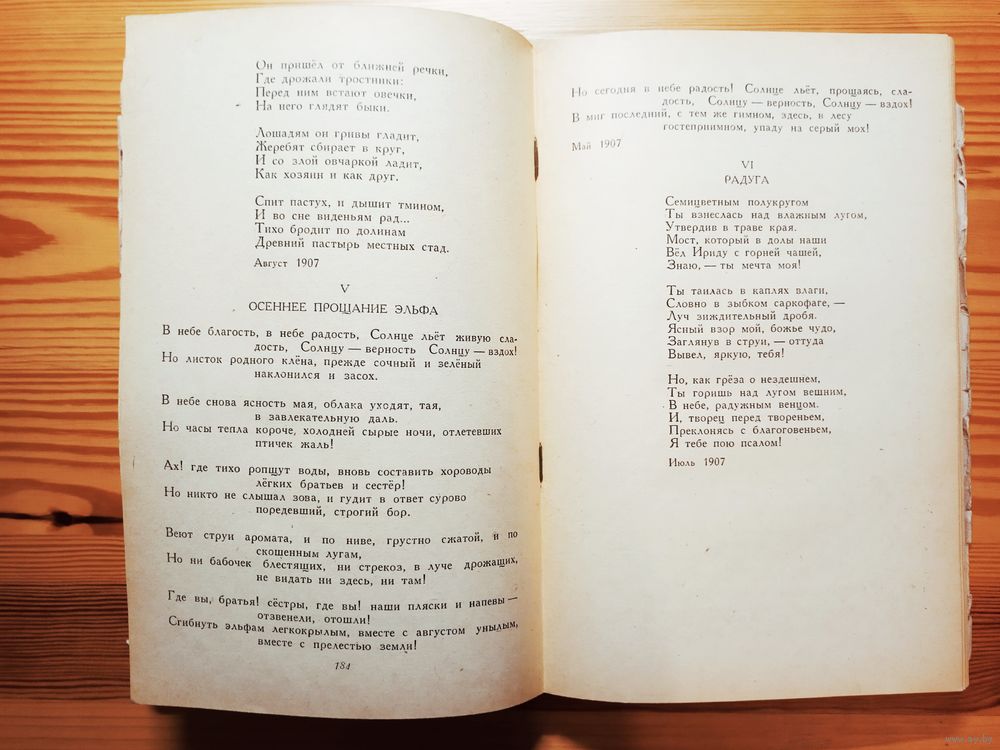 Он пришёл от ближней речки,
Где дрожали тростинки:
Перед ним встают овечки,
На него глядят быки.
Лошадям он гривы гладит,
Жеребят сбирает в круг,
И со злой овчаркой ладит,
Как хозяин и как друг.
Спит пастух, и дышит тмином,
И во сне виденьям рад...
Тихо бродит по долинам
Древний пастырь местных стад.
Август 1907
V
ОСЕННЕЕ ПРОЩАНИЕ ЭЛЬФА
В небе благость, в небе радость, Солнце льёт живую сла-
дость, Солнцу — верность Солнцу — вздох!
Но листок родного клёна, прежде сочный и зелёный
наклонился и засох.
В небе снова ясность мая, облака уходят, тая,
в завлекательную даль.
Но часы тепла короче, холодней сырые ночи, отлетевших
птичек жаль!
Ах! где тихо ропщут воды, вновь составить хороводы
лёгких братьев и сестёр!
Но никто не слышал зова, и гудит в ответ сурово
поредевший, строгий бор.
Веют струи аромата, и по ниве, грустно сжатой, и по
скошенным лугам,
Но ни бабочек блестящих, ни стрекоз, в луче дрожащих,
не видать ни здесь, ни там!
Где вы, братья! сёстры, где вы! наши пляски и напевы —
отзвенели, отошли!
Сгибнуть эльфам легкокрылым, вместе с августом унылым,
вместе с прелестью земли!
184
Но сегодня в небе радость! Солнце льёт, прощаясь, сла-
дость, Солнцу — верность, Солнцу — вздох!
В миг последний, с тем же гимном, здесь, в лесу
гостеприимном, упаду на серый мох!
Май 1907
VI
РАДУГА
Семицветным полукругом
Ты взнеслась над влажным лугом,
Утвердив в траве края.
Мост, который в долы наши
Вёл Ириду с горней чашей,
Знаю, — ты мечта моя!
Ты таилась в каплях влаги,
Словно в зыбком саркофаге, —
Луч зиждительный дробя.
Ясный взор мой, божье чудо,
Заглянув в струи, — оттуда
Вывел, яркую, тебя!
Но, как грёза о нездешнем,
Ты горишь над лугом вешним,
В небе, радужным венцом.
И, творец перед твореньем,
Преклонясь с благоговеньем,
Я тебе пою псалом!
Июль 1907
www.ay.by